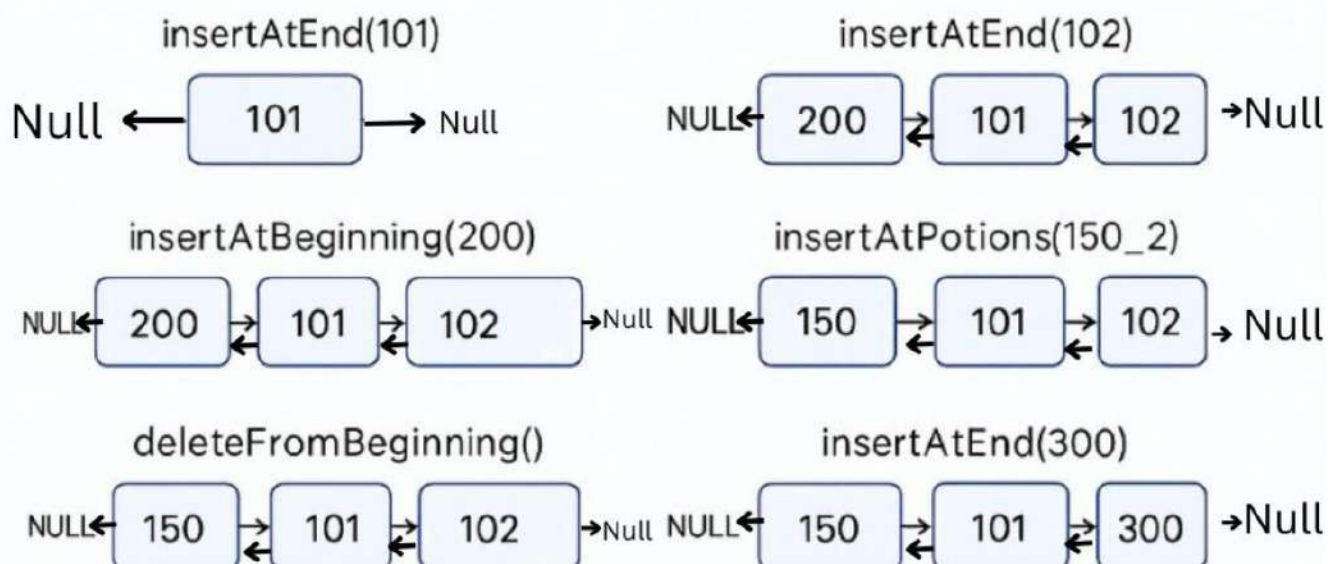 insertAtEnd(101)
Null 101 Null
insertAtEnd(102)
NULL 200 101 102 Null
insertAtBeginning(200)
NULL 200 101 102 Null
insertAtPotions(150_2)
NULL 150 101 102 Null
deleteFromBeginning()
NULL 150 101 102 Null
insertAtEnd(300)
NULL 150 101 300 Null